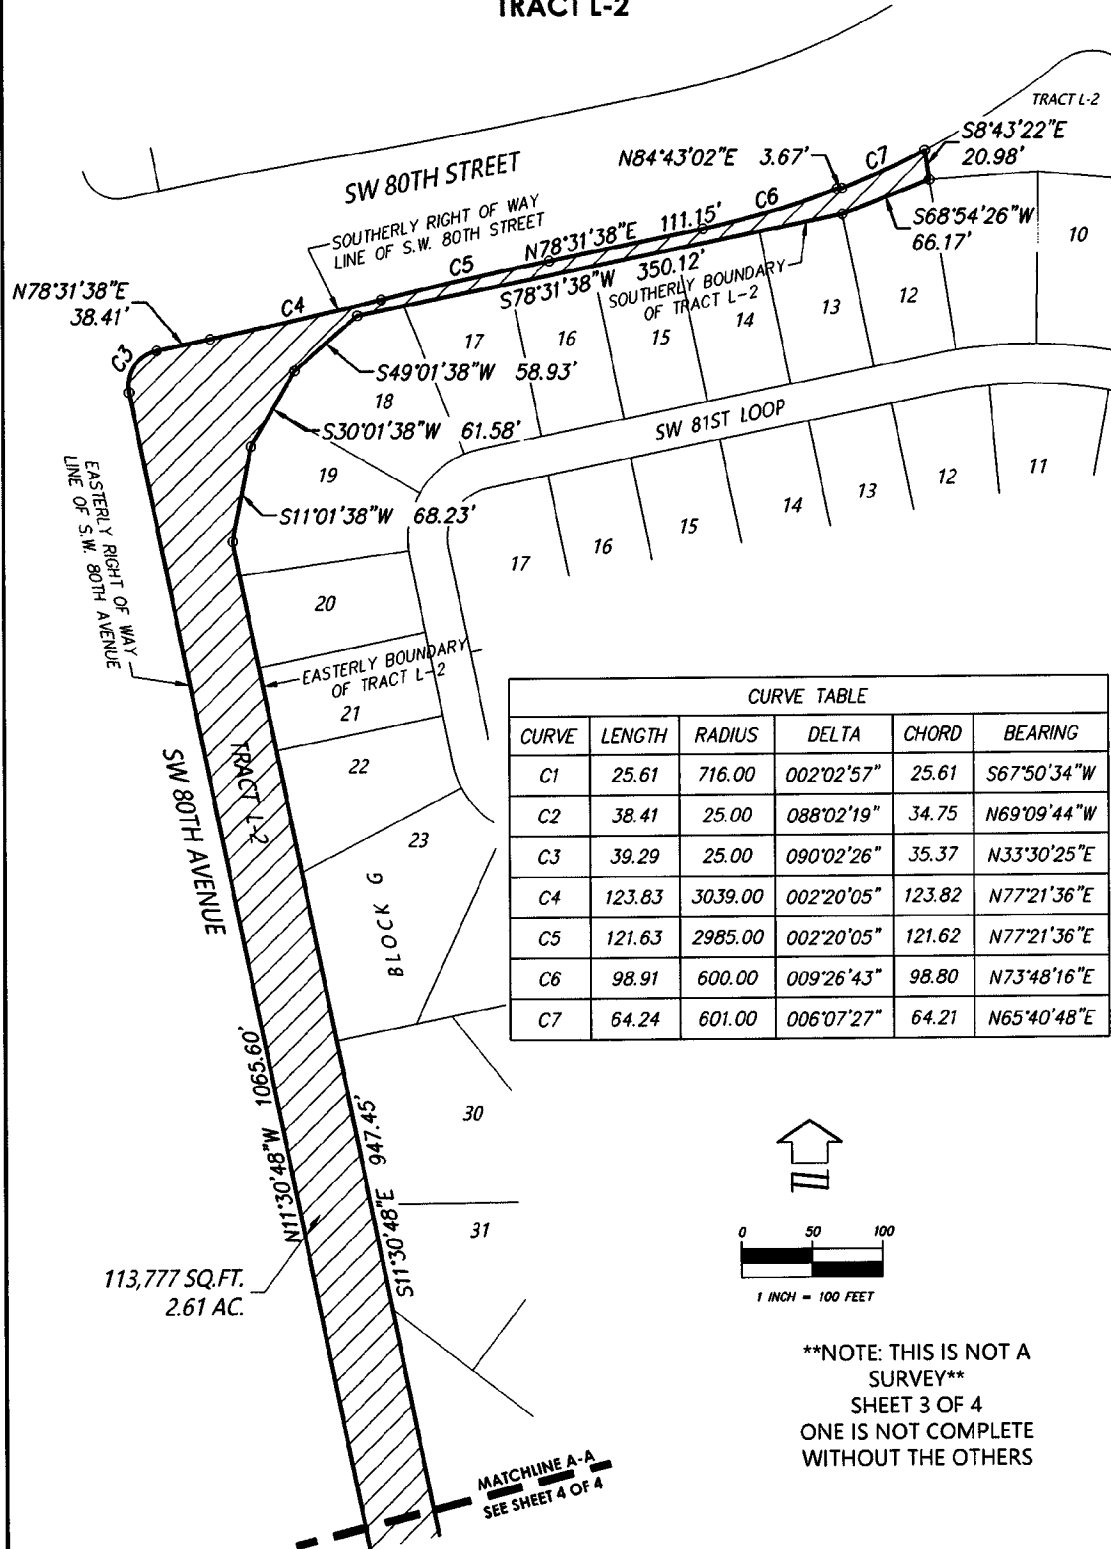 TRACT L-2
TRACT L-2
S8°43'22"E
20.98'
N84°43'02"E 3.67'
C7
SW 80TH STREET
C6
SOUTHERLY RIGHT OF WAY
LINE OF S.W. 80TH STREET
N78°31'38"E 111.15'
S68°54'26"W
66.17'
10
C5
S78°31'38"W 350.12'
SOUTHERLY BOUNDARY
OF TRACT L-2
N78°31'38"E
38.41'
C4
C3
17
16
15
14
13
12
S49°01'38"W 58.93'
18
S30°01'38"W 61.58'
SW 81ST LOOP
19
S11°01'38"W 68.23'
17
16
15
14
13
12
11
EASTERLY RIGHT OF WAY
LINE OF S.W. 80TH AVENUE
20
EASTERLY BOUNDARY
OF TRACT L-2
21
22
23
SW 80TH AVENUE
TRACT L-2
BLOCK G
CURVE TABLE
CURVE LENGTH RADIUS DELTA CHORD BEARING
C1 25.61 716.00 002°02'57" 25.61 S67°50'34"W
C2 38.41 25.00 088°02'19" 34.75 N69°09'44"W
C3 39.29 25.00 090°02'26" 35.37 N33°30'25"E
C4 123.83 3039.00 002°20'05" 123.82 N77°21'36"E
C5 121.63 2985.00 002°20'05" 121.62 N77°21'36"E
C6 98.91 600.00 009°26'43" 98.80 N73°48'16"E
C7 64.24 601.00 006°07'27" 64.21 N65°40'48"E
N11°30'48"W 1065.60'
S11°30'48"E 947.45'
30
31
113,777 SQ.FT.
2.61 AC.
0 50 100
1 INCH = 100 FEET
**NOTE: THIS IS NOT A
SURVEY**
SHEET 3 OF 4
ONE IS NOT COMPLETE
WITHOUT THE OTHERS
MATCHLINE A-A
SEE SHEET 4 OF 4